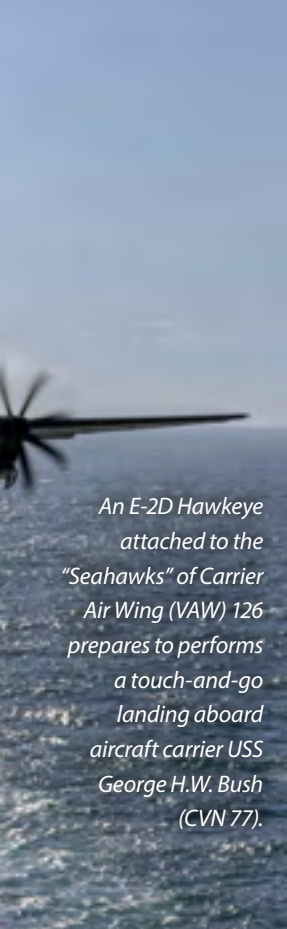 An E-2D Hawkeye
attached to the
“Seahawks” of Carrier
Air Wing (VAW) 126
prepares to performs
a touch-and-go
landing aboard
aircraft carrier USS
George H.W. Bush
(CVN 77).